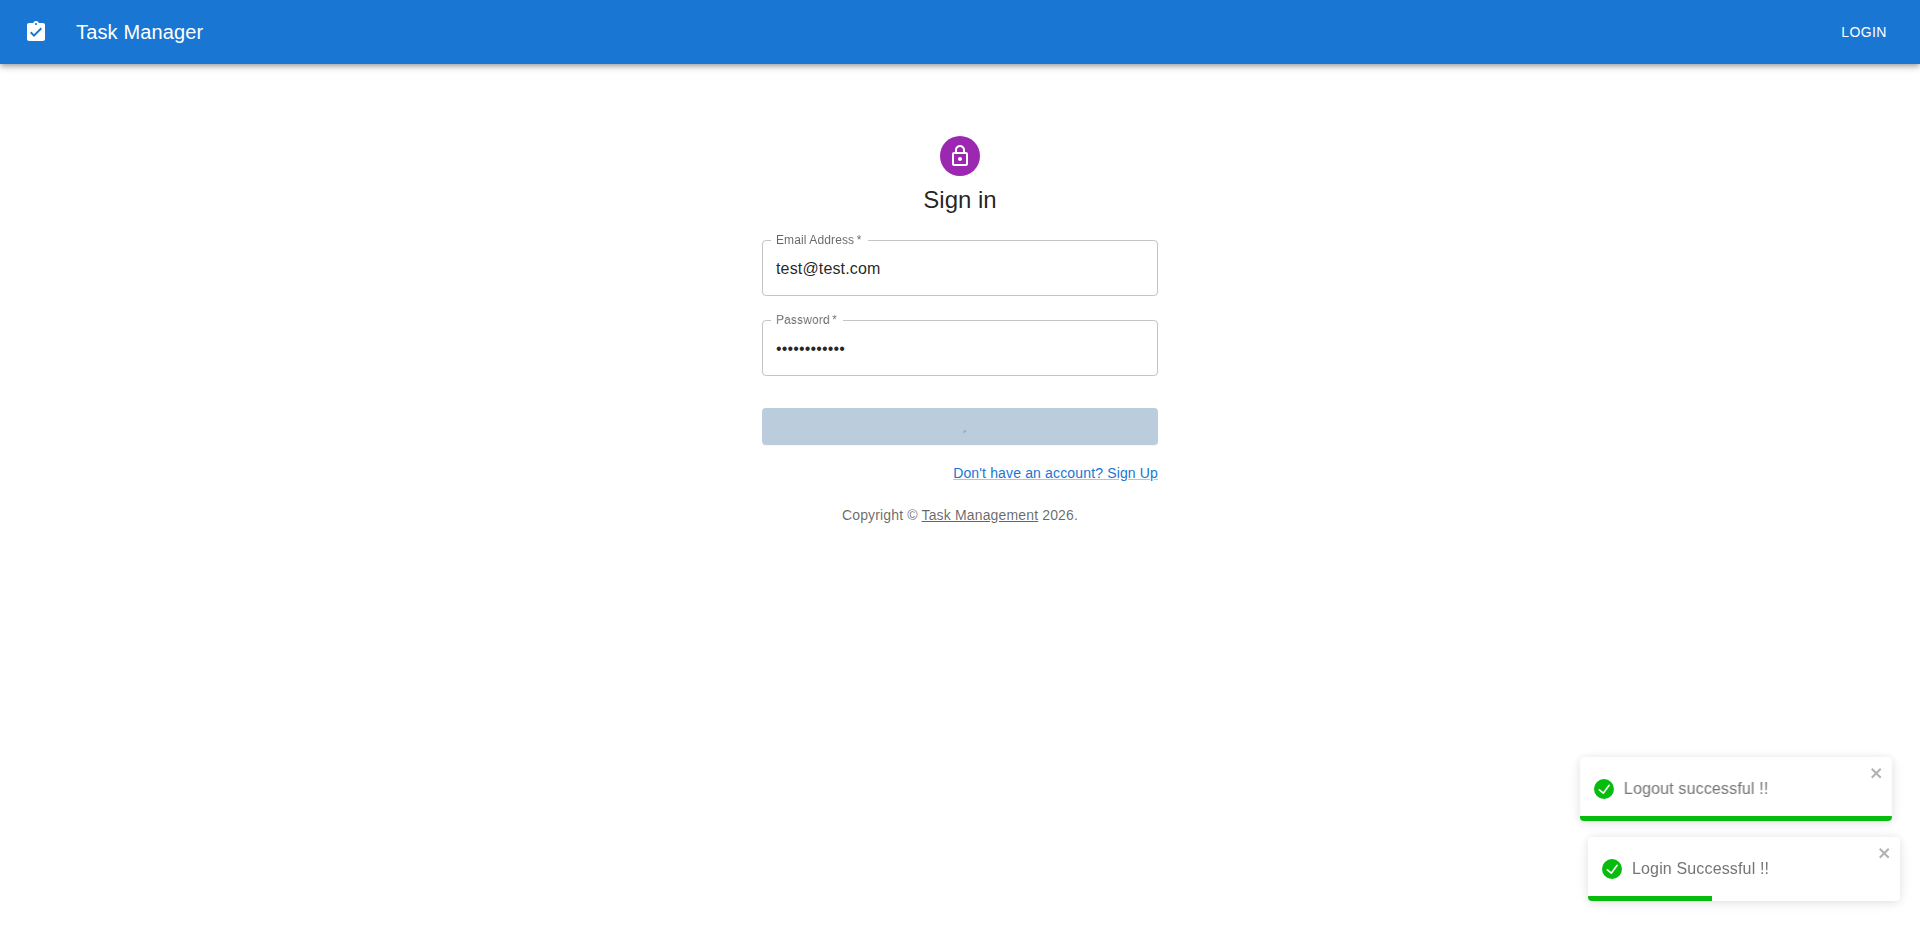 Task Manager
LOGIN
Sign in
Email Address *
test@test.com
Password *
••••••••••••
Don't have an account? Sign Up
Copyright © Task Management 2026.
Logout successful !!
Login Successful !!